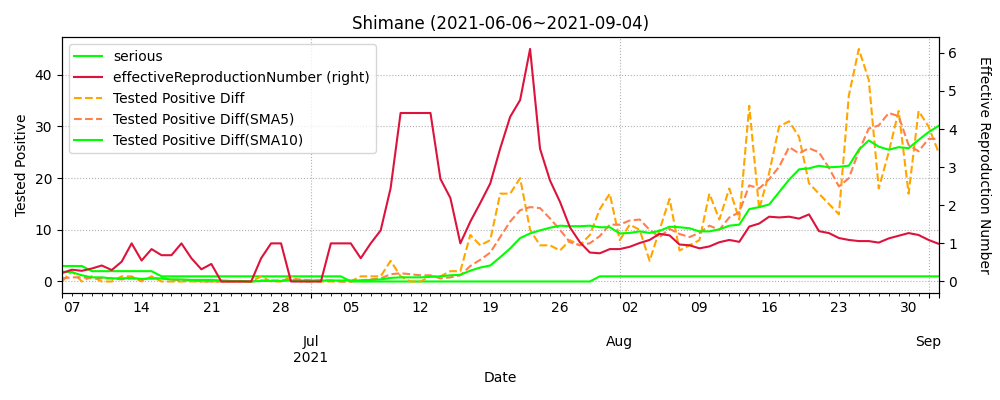 Shimane (2021-06-06~2021-09-04)
serious
effectiveReproductionNumber (right)
Tested Positive Diff
Tested Positive Diff(SMA5)
Tested Positive Diff(SMA10)
Tested Positive
40
30
20
10
0
6
5
4
3
2
1
0
Effective Reproduction Number
07 14 21 28 05 12 19 26 02 09 16 23 30
Jul Aug Sep
2021
Date